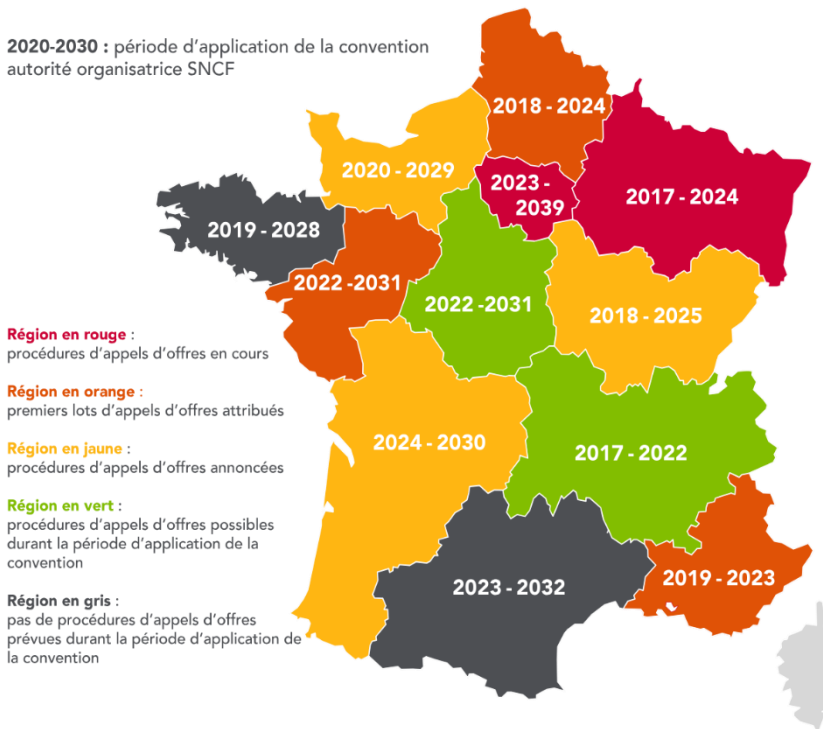 2020-2030 : période d'application de la convention
autorité organisatrice SNCF
2018 - 2024
2020 - 2029
2023 -
2039
2017 - 2024
2019 - 2028
2022 -2031
2022 -2031
2018 - 2025
Région en rouge :
procédures d'appels d'offres en cours
Région en orange :
premiers lots d'appels d'offres attribués
Région en jaune :
procédures d'appels d'offres annoncées
Région en vert :
procédures d'appels d'offres possibles
durant la période d'application de la
convention
Région en gris :
pas de procédures d'appels d'offres
prévues durant la période d'application de
la convention
2024 - 2030
2017 - 2022
2023 - 2032
2019 - 2023